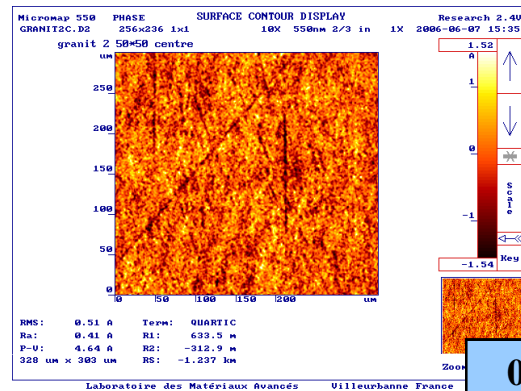 Micromap 550 PHASE SURFACE CONTOUR DISPLAY Research 2.40
GRANIT2C.D2 256x236 1x1 10X 550nm 2/3 in 1X 2006-06-07 15:35
granit 2 50*50 centre
um
250
200
150
100
50
0
0 50 100 150 200 um
1.52
A
1
0
-1
-1.54
Scale
Key
RMS: 0.51 A Term: QUARTIC
Ra: 0.41 A R1: 633.5 m
P-V: 4.64 A R2: -312.9 m
328 um x 303 um RS: -1.237 km
Laboratoire des Matériaux Avancés Villeurbanne France